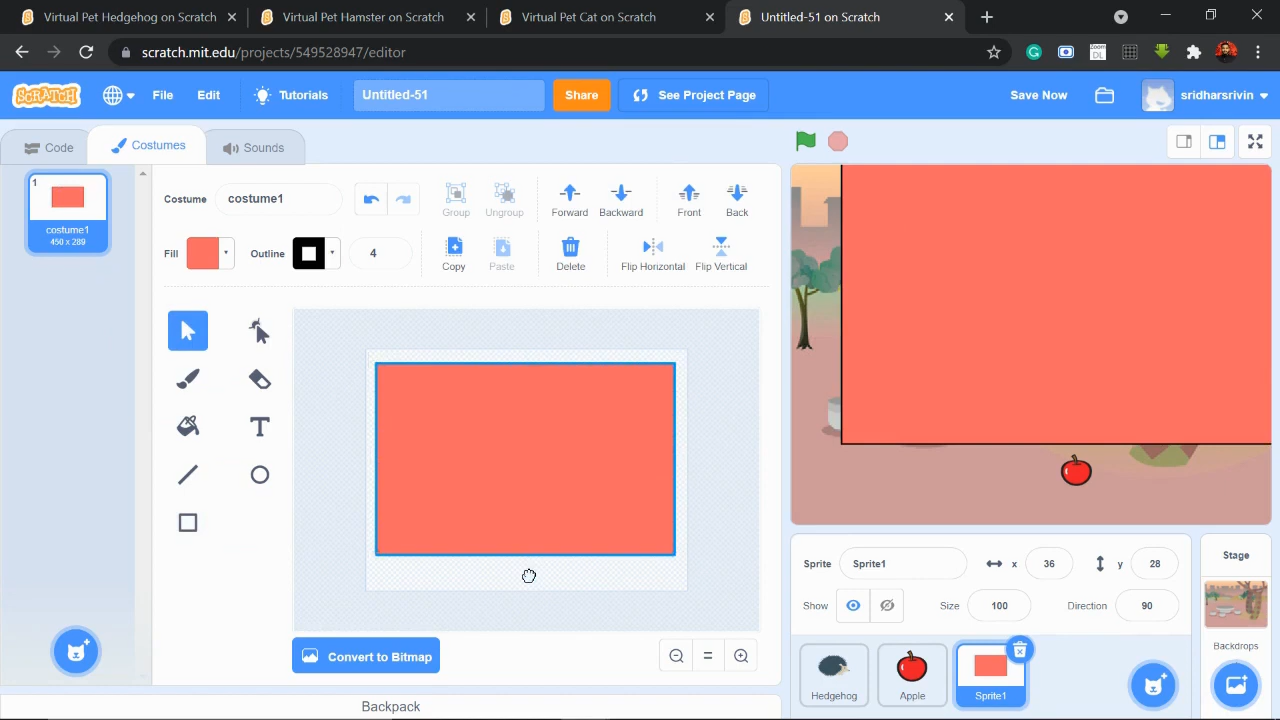 Virtual Pet Hedgehog on Scratch
Virtual Pet Hamster on Scratch
Virtual Pet Cat on Scratch
Untitled-51 on Scratch
scratch.mit.edu/projects/549528947/editor
Zoom DL
SCRATCH
File
Edit
Tutorials
Untitled-51
Share
See Project Page
Save Now
sridharsrivin
Code
Costumes
Sounds
1
costume1
450 x 289
Costume
costume1
Group
Ungroup
Forward
Backward
Front
Back
Fill
Outline
4
Copy
Paste
Delete
Flip Horizontal
Flip Vertical
T
Convert to Bitmap
Backpack
Sprite
Sprite1
x
36
y
28
Show
Size
100
Direction
90
Hedgehog
Apple
Sprite1
Stage
Backdrops